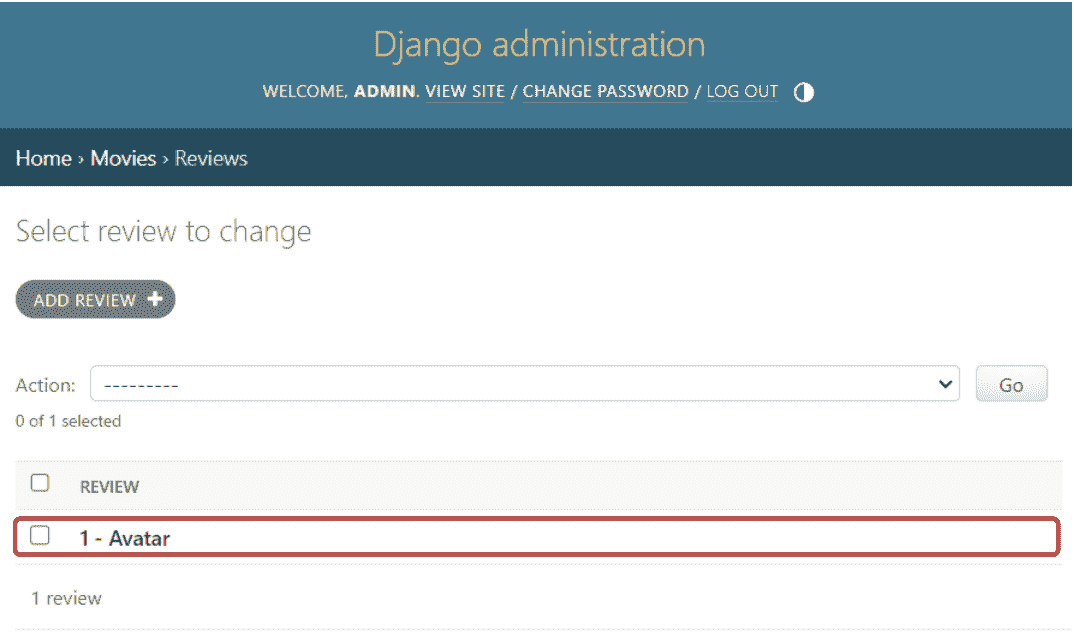 Django administration
WELCOME, ADMIN. VIEW SITE / CHANGE PASSWORD / LOG OUT
Home › Movies › Reviews
Select review to change
ADD REVIEW +
Action: --------- Go
0 of 1 selected
REVIEW
1 - Avatar
1 review